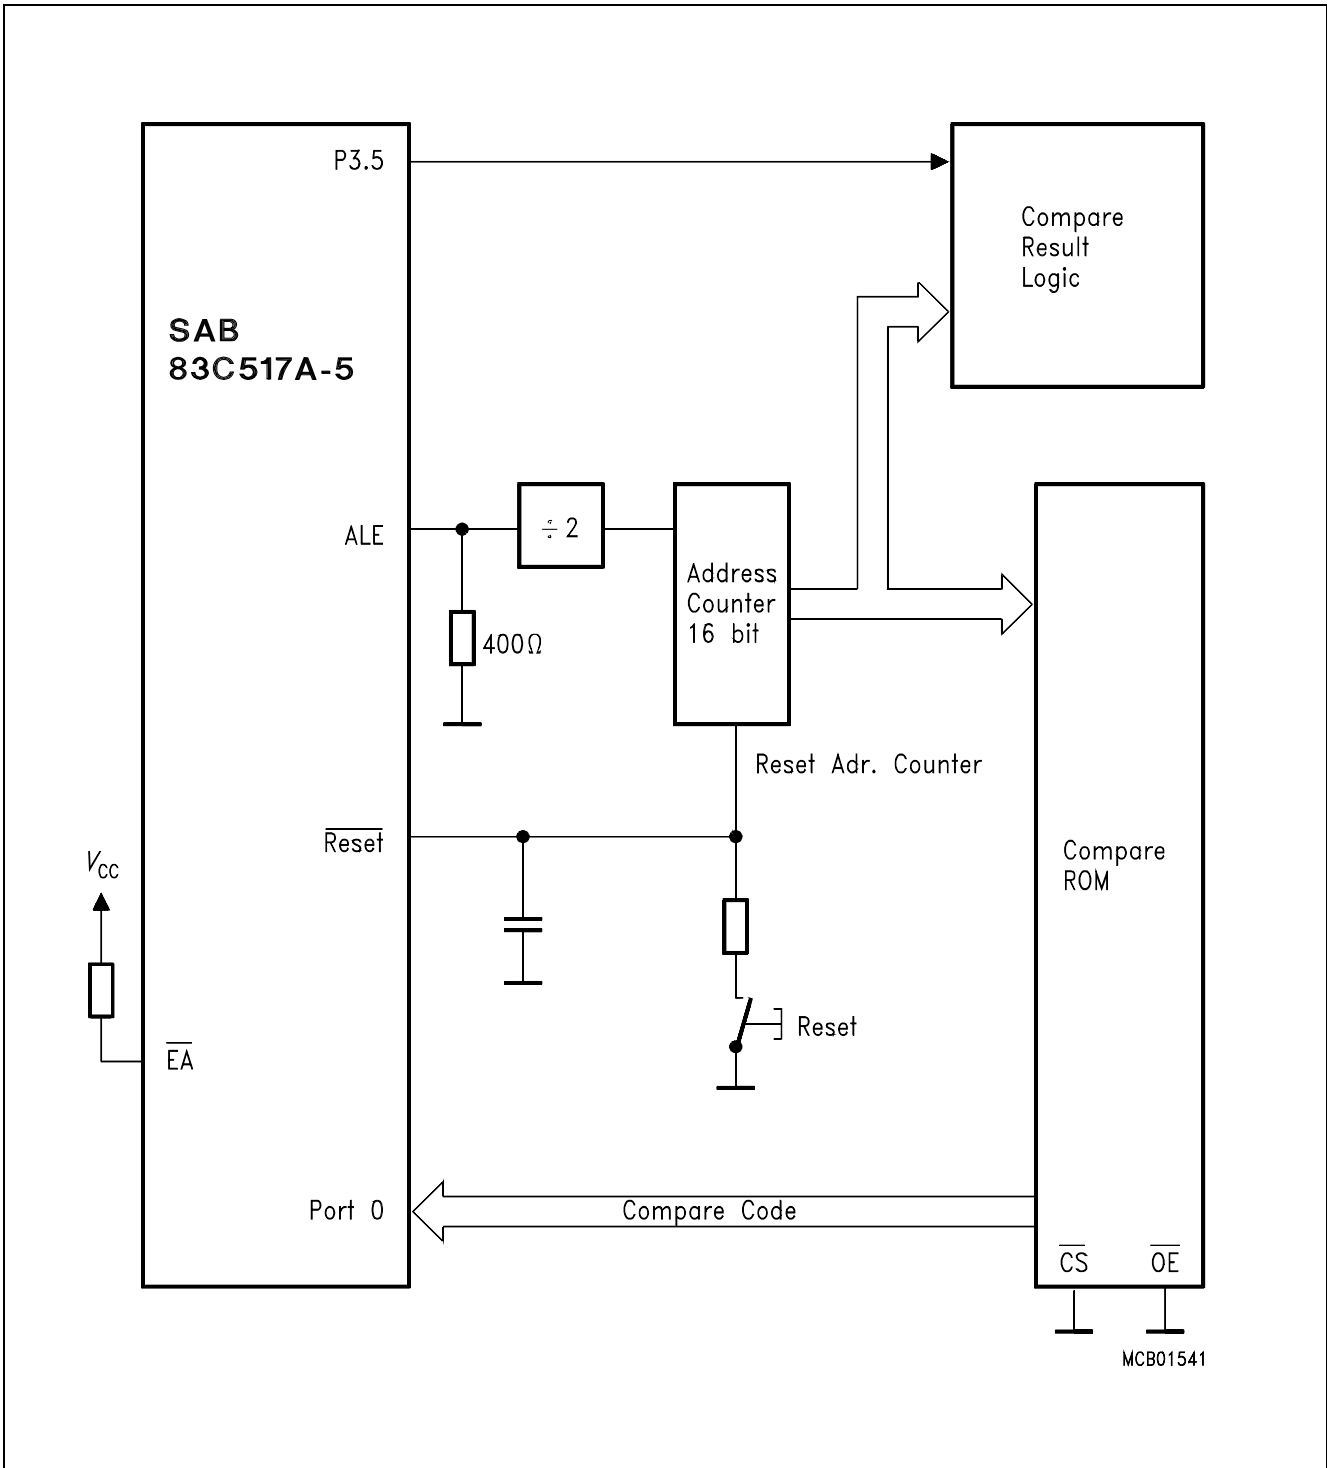 P3.5
Compare
Result
Logic
SAB
83C517A-5
ALE
÷ 2
Address
Counter
16 bit
400Ω
Reset Adr. Counter
Reset
VCC
Compare
ROM
Reset
EA
Port 0
Compare Code
CS
OE
MCB01541